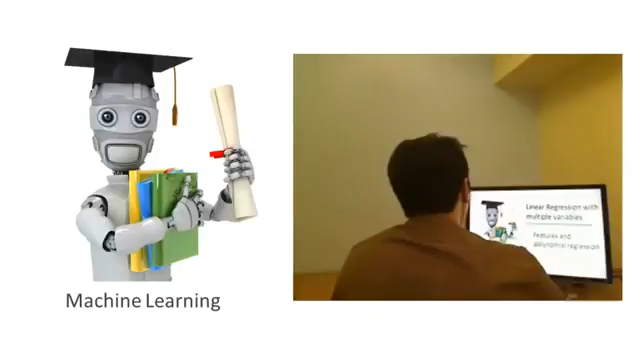 Machine Learning
Linear Regression with
multiple variables
Features and
polynomial regression